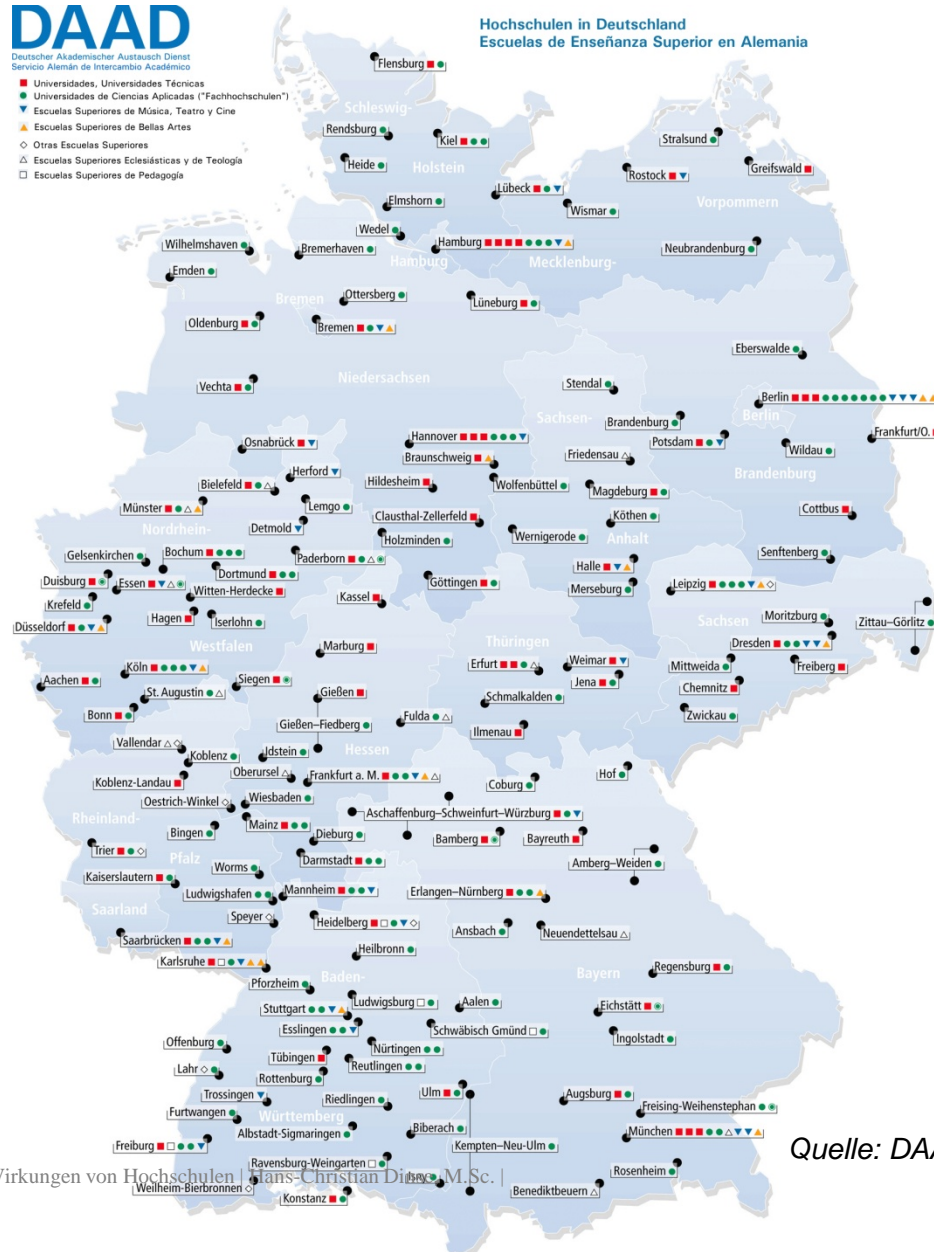 DAAD
Deutscher Akademischer Austausch Dienst
Servicio Alemán de Intercambio Académico
Hochschulen in Deutschland
Escuelas de Enseñanza Superior en Alemania
Universidades, Universidades Técnicas
Universidades de Ciencias Aplicadas ("Fachhochschulen")
Escuelas Superiores de Música, Teatro y Cine
Escuelas Superiores de Bellas Artes
Otras Escuelas Superiores
Escuelas Superiores Eclesiásticas y de Teología
Escuelas Superiores de Pedagogía
Flensburg
Schleswig-
Rendsburg
Kiel
Stralsund
Heide
Holstein
Greifswald
Rostock
Lübeck
Elmshorn
Wismar
Vorpommern
Wedel
Wilhelmshaven
Bremerhaven
Hamburg
Neubrandenburg
Hamburg
Mecklenburg-
Emden
Ottersberg
Bremen
Lüneburg
Oldenburg
Bremen
Eberswalde
Niedersachsen
Vechta
Stendal
Berlin
Sachsen-
Berlin
Brandenburg
Frankfurt/O.
Osnabrück
Hannover
Potsdam
Braunschweig
Friedensau
Wildau
Herford
Brandenburg
Bielefeld
Hildesheim
Wolfenbüttel
Magdeburg
Münster
Lemgo
Cottbus
Clausthal-Zellerfeld
Köthen
Nordrhein-
Detmold
Holzminden
Wernigerode
Anhalt
Gelsenkirchen
Bochum
Paderborn
Senftenberg
Duisburg
Dortmund
Halle
Essen
Göttingen
Merseburg
Leipzig
Witten-Herdecke
Kassel
Krefeld
Hagen
Iserlohn
Moritzburg
Düsseldorf
Sachsen
Zittau–Görlitz
Westfalen
Marburg
Thüringen
Dresden
Köln
Erfurt
Weimar
Mittweida
Freiberg
Aachen
Siegen
Jena
St. Augustin
Gießen
Chemnitz
Schmalkalden
Bonn
Fulda
Zwickau
Gießen–Fiedberg
Ilmenau
Vallendar
Hessen
Koblenz
Idstein
Oberursel
Frankfurt a. M.
Hof
Koblenz-Landau
Coburg
Oestrich-Winkel
Wiesbaden
Aschaffenburg–Schweinfurt–Würzburg
Rheinland-
Mainz
Bingen
Dieburg
Bamberg
Bayreuth
Trier
Pfalz
Darmstadt
Amberg–Weiden
Worms
Kaiserslautern
Ludwigshafen
Mannheim
Erlangen–Nürnberg
Saarland
Speyer
Heidelberg
Ansbach
Neuendettelsau
Saarbrücken
Heilbronn
Karlsruhe
Regensburg
Baden-
Bayern
Pforzheim
Ludwigsburg
Aalen
Stuttgart
Eichstätt
Esslingen
Schwäbisch Gmünd
Ingolstadt
Offenburg
Nürtingen
Tübingen
Reutlingen
Lahr
Rottenburg
Trossingen
Riedlingen
Ulm
Augsburg
Furtwangen
Württemberg
Freising-Weihenstephan
Albstadt-Sigmaringen
Biberach
München
Freiburg
Kempten–Neu-Ulm
Quelle:
Ravensburg-Weingarten
Rosenheim
Wirkungen von Hochschulen | Hans-Christian M.Sc. |
Weilheim-Bierbronnen
Benediktbeuern
Konstanz